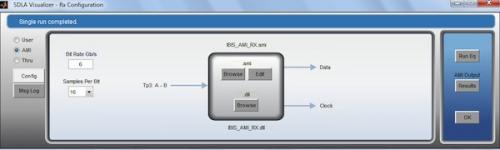 SDLA Visualizer - Rx Configuration
Single run completed.
User
AMI
Thru
Config
Msg Log
Bit Rate Gb/s
6
Samples Per Bit
16
Tp3: A - B
IBIS_AMI_RX.ami
.ami
Browse
Edit
.dll
Browse
IBIS_AMI_RX.dll
Data
Clock
Run Eq
AMI Output
Results
OK